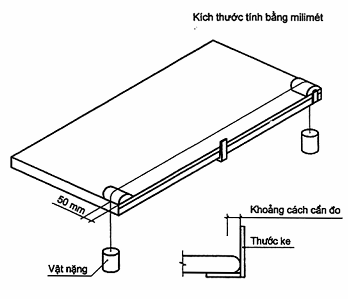 Kích thước tính bằng milimét
50 mm
Khoảng cách cần đo
Thước ke
Vật nặng